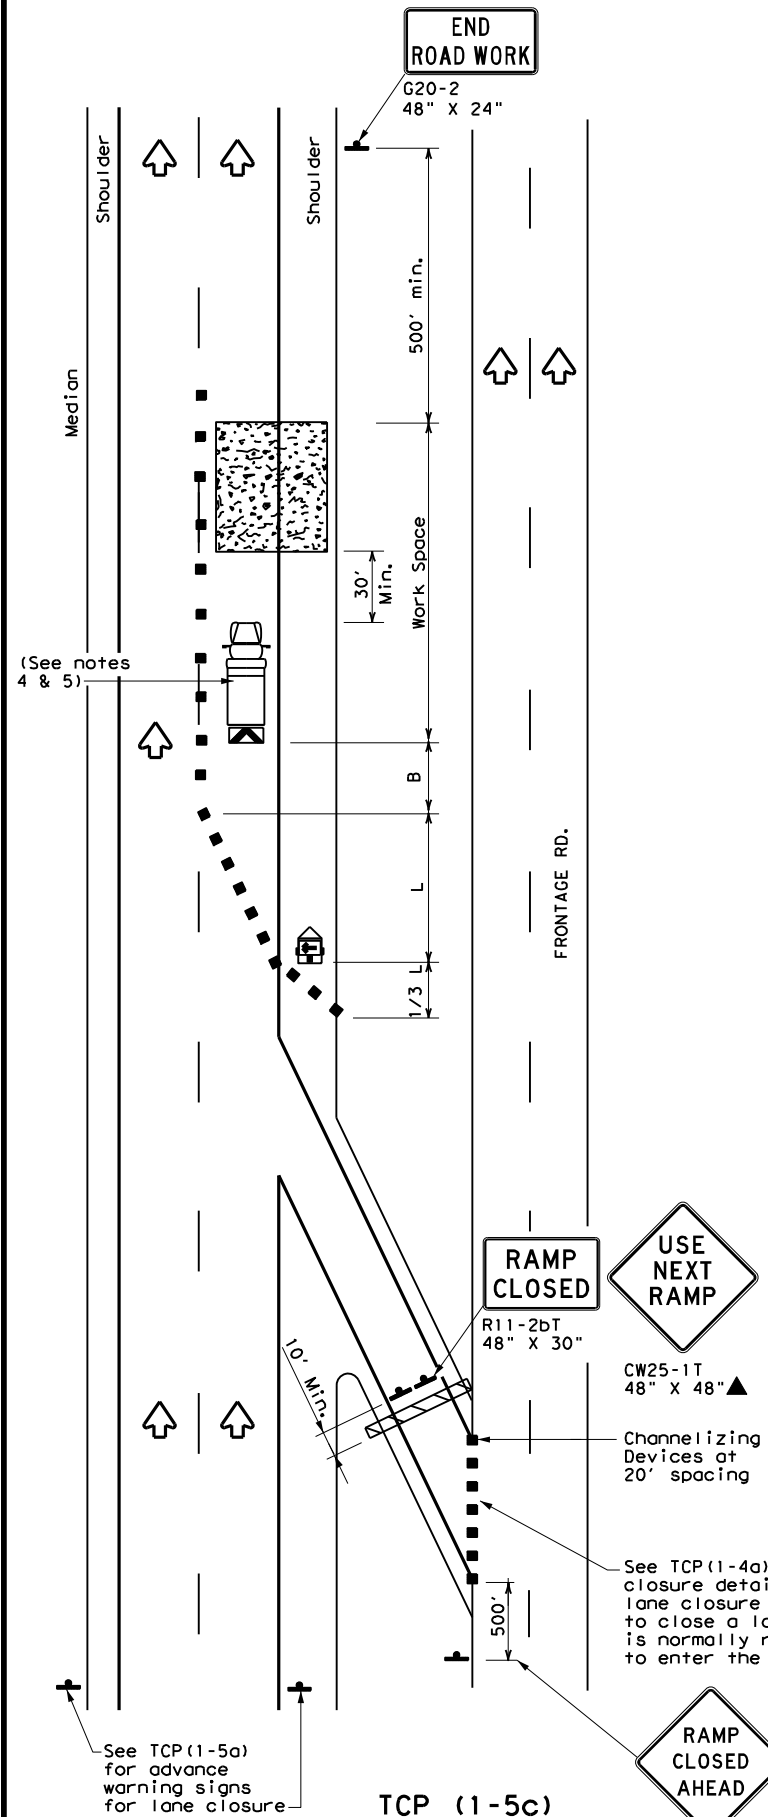 END
ROAD WORK
G20-2
48" X 24"
Shoulder
Shoulder
500' min.
Median
30'
Min.
Work Space
(See notes
4 & 5)
B
L
FRONTAGE RD.
1/3 L
RAMP
CLOSED
R11-2bT
48" X 30"
USE
NEXT
RAMP
CW25-1T
48" X 48"▲
10' Min.
Channelizing
Devices at
20' spacing
See TCP(1-4a)
closure
lane closure
to close a
is normally
to enter the
500'
RAMP
CLOSED
AHEAD
See TCP(1-5a)
for advance
warning signs
for lane closure
TCP (1-5c)